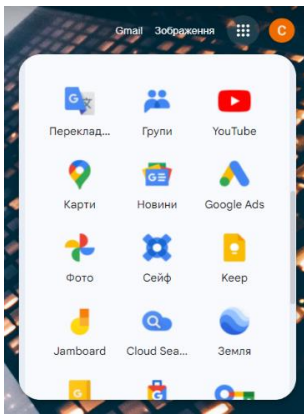 Gmail Зображення C
Переклад... Групи YouTube
Карти Новини Google Ads
Фото Сейф Keep
Jamboard Cloud Sea... Земля